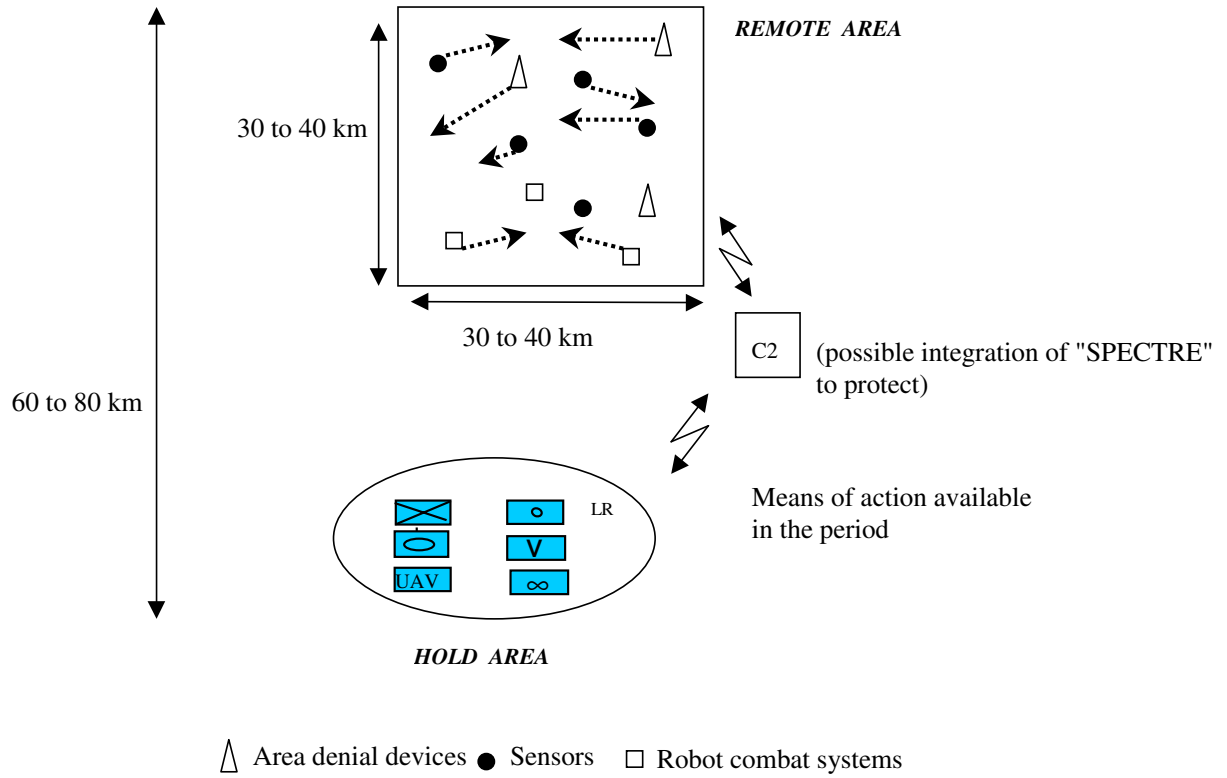 REMOTE AREA
30 to 40 km
30 to 40 km
60 to 80 km
C2
(possible integration of "SPECTRE"
to protect)
Means of action available
in the period
LR
V
UAV
∞
HOLD AREA
Area denial devices
Sensors
Robot combat systems